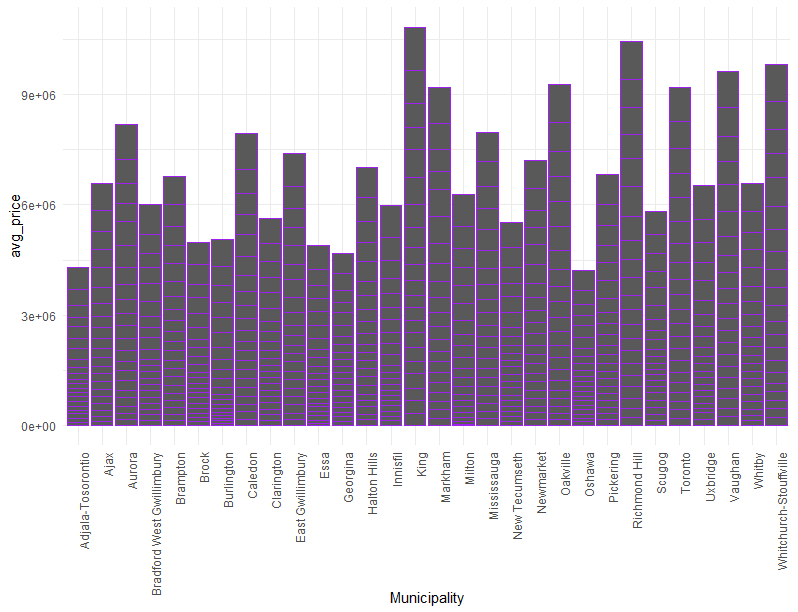 avg_price
9e+06
6e+06
3e+06
0e+00
Adjala-Tosorontio
Ajax
Aurora
Bradford West Gwillimbury
Brampton
Brock
Burlington
Caledon
Clarington
East Gwillimbury
Essa
Georgina
Halton Hills
Innisfil
King
Markham
Milton
Mississauga
New Tecumseth
Newmarket
Oakville
Oshawa
Pickering
Richmond Hill
Scugog
Toronto
Uxbridge
Vaughan
Whitby
Whitchurch-Stouffville
Municipality